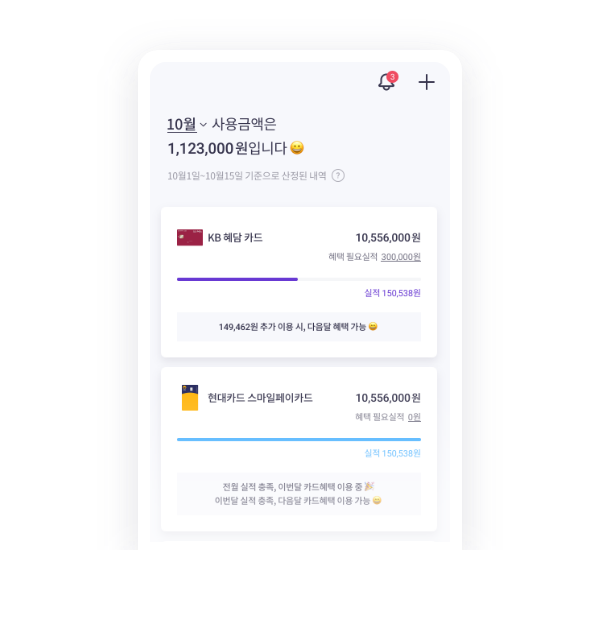 3
10월 사용금액은
1,123,000원입니다 😀
10월1일~10월15일 기준으로 산정된 내역 ?
KB 혜담 카드 10,556,000원
혜택 필요실적 300,000원
실적 150,538원
149,462원 추가 이용 시, 다음달 혜택 가능 😀
현대카드 스마일페이카드 10,556,000원
혜택 필요실적 0원
실적 150,538원
전월 실적 충족, 이번달 카드혜택 이용 중 🎉
이번달 실적 충족, 다음달 카드혜택 이용 가능 😀